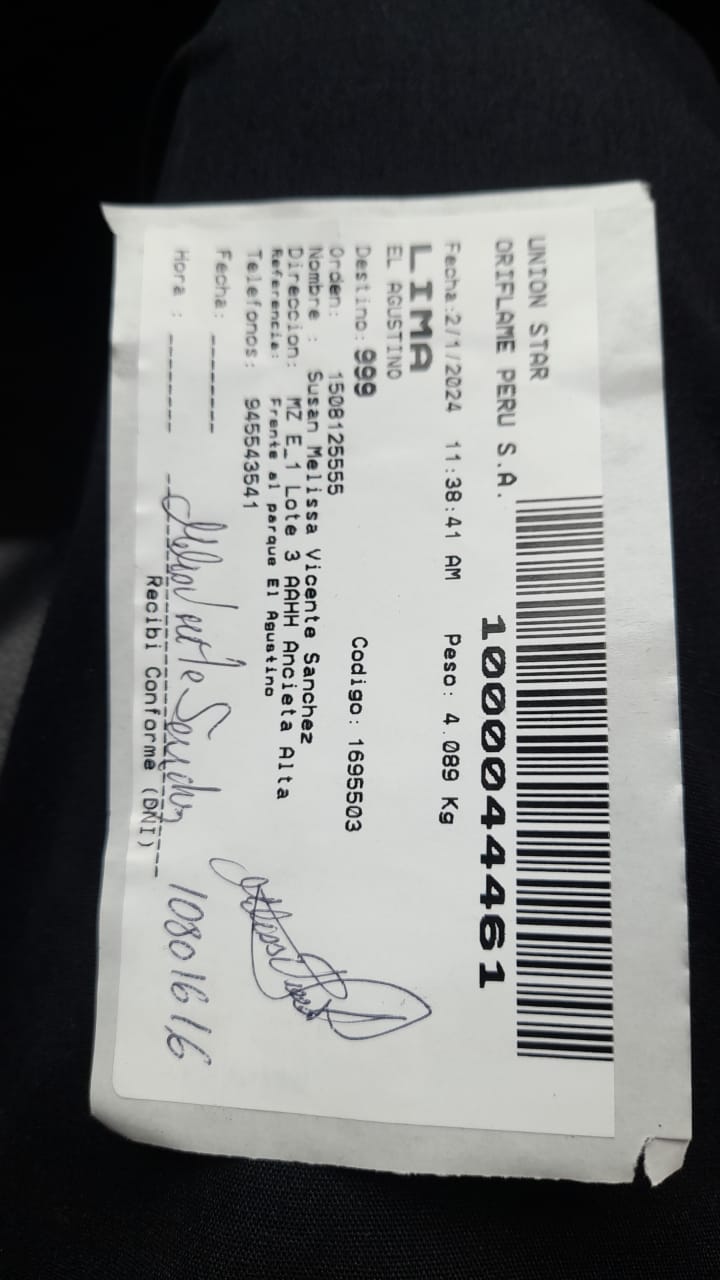 UNION STAR
ORIFLAME PERU S.A.
1000044461
Fecha:2/1/2024 11:38:41 AM Peso: 4.089 Kg
LIMA
EL AGUSTINO
Destino: 999 Codigo: 1695503
Orden: 1508125555
Nombre : Susan Melissa Vicente Sanchez
Direccion: MZ E_1 Lote 3 AAHH Ancieta Alta
Referencia: Frente al parque El Agustino
Telefonos: 945543541
Fecha: --------
Hora : --------
10801616
Recibi Conforme (DNI)